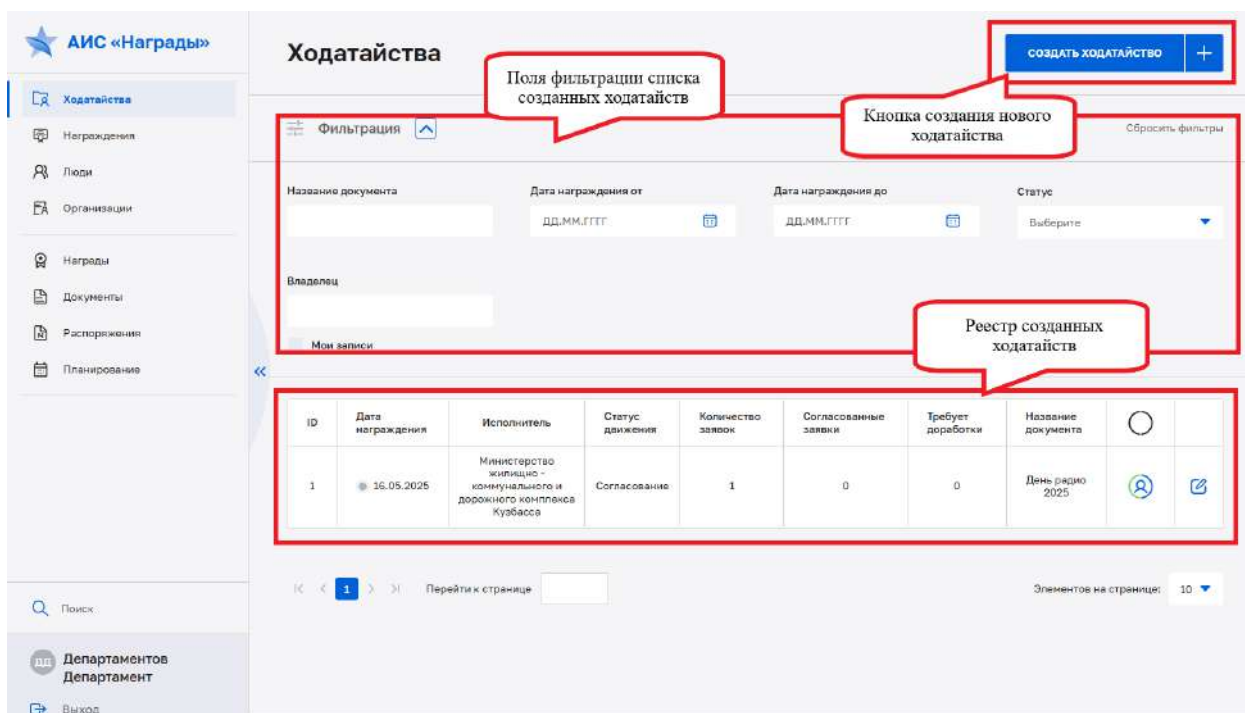 АИС «Награды»
Ходатайства
Награждения
Люди
Организации
Награды
Документы
Распоряжения
Планирование
Поиск
ДД
Департаментов
Департамент
Выход
Ходатайства
СОЗДАТЬ ХОДАТАЙСТВО
Поля фильтрации списка
созданных ходатайств
Кнопка создания нового
ходатайства
Фильтрация
Сбросить фильтры
Название документа
Дата награждения от
Дата награждения до
Статус
ДД.ММ.ГГГГ
ДД.ММ.ГГГГ
Выберите
Владелец
Мои записи
Реестр созданных
ходатайств
ID
Дата
награждения
Исполнитель
Статус
движения
Количество
заявок
Согласованные
заявки
Требует
доработки
Название
документа
1
16.05.2025
Министерство
жилищно -
коммунального и
дорожного комплекса
Кузбасса
Согласование
1
0
0
День радио
2025
1
Перейти к странице
Элементов на странице:
10